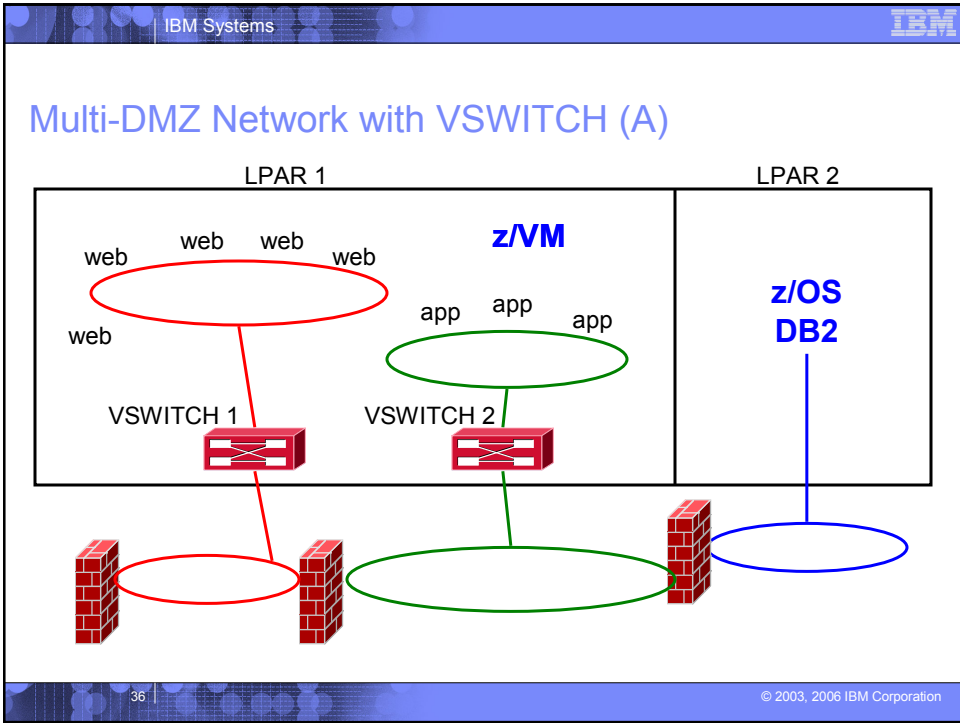 IBM Systems
IBM
Multi-DMZ Network with VSWITCH (A)
LPAR 1
LPAR 2
web
web
web
web
web
z/VM
app
app
app
z/OS
DB2
VSWITCH 1
VSWITCH 2
36
© 2003, 2006 IBM Corporation